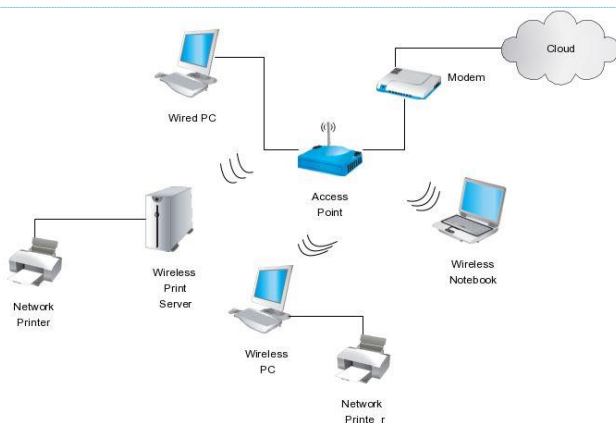 Cloud
Modem
Wired PC
Access
Point
Wireless
Notebook
Wireless
Print
Server
Network
Printer
Wireless
PC
Network
Printe r